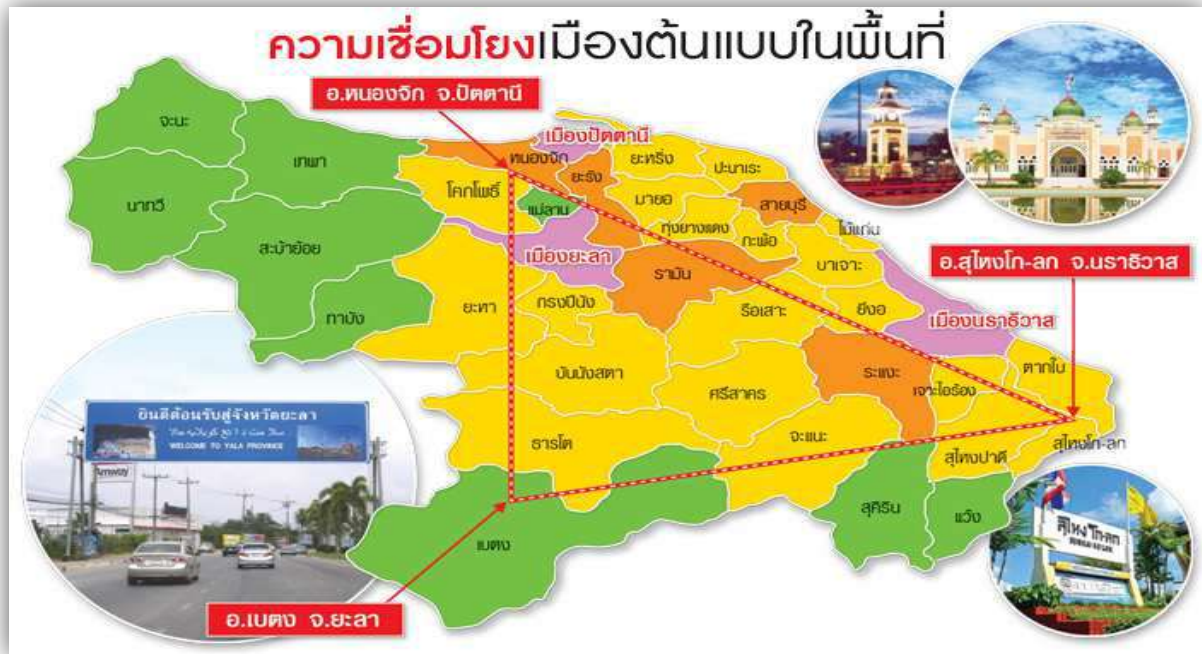 ความเชื่อมโยงเมืองต้นแบบในพื้นที่
อ.หนองจิก จ.ปัตตานี
จะนะ
เทพา
นาทวี
สะบ้าย้อย
กาบัง
หนองจิก
เมืองปัตตานี
ยะหริ่ง
ปะนาเระ
โคกโพธิ์
ยะรัง
แม่ลาน
มายอ
สายบุรี
ทุ่งยางแดง
กะพ้อ
ไม้แก่น
เมืองยะลา
รามัน
บาเจาะ
อ.สุไหงโก-ลก จ.นราธิวาส
ยะหา
กรงปินัง
รือเสาะ
ยี่งอ
เมืองนราธิวาส
บันนังสตา
ศรีสาคร
ระแงะ
เจาะไอร้อง
ตากใบ
ธารโต
จะแนะ
สุไหงปาดี
สุไหงโก-ลก
เบตง
สุคิริน
แว้ง
อ.เบตง จ.ยะลา
ยินดีต้อนรับสู่จังหวัดยะลา
WELCOME TO YALA PROVINCE
Amway
สุไหงโก-ลก
SUNGAI KO-LOK